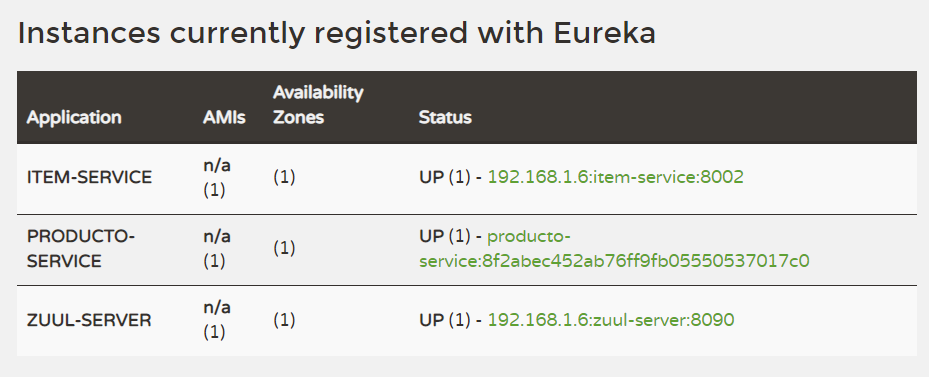 Instances currently registered with Eureka
Availability
Application AMIs Zones Status
n/a
ITEM-SERVICE (1) UP (1) - 192.168.1.6:item-service:8002
(1)
PRODUCTO- n/a UP (1) - producto-
SERVICE (1) (1) service:8f2abec452ab76ff9fb05550537017c0
n/a
ZUUL-SERVER (1) UP (1) - 192.168.1.6:zuul-server:8090
(1)